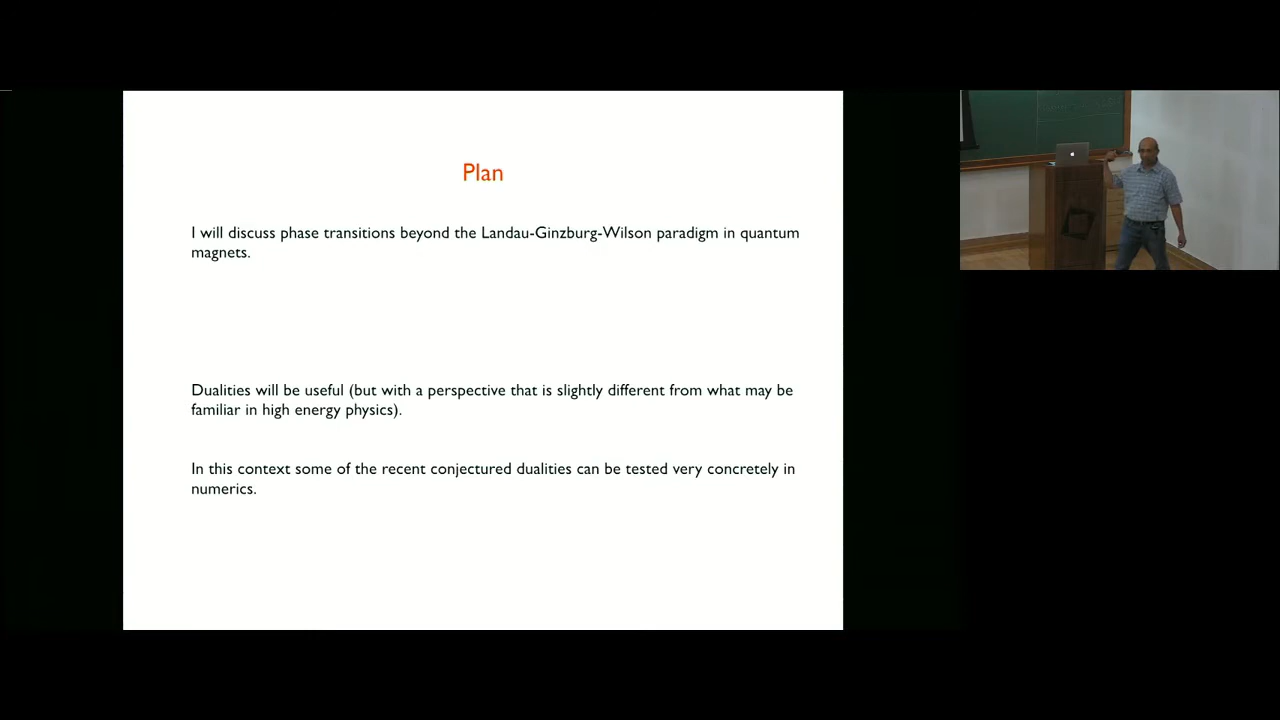 Plan
I will discuss phase transitions beyond the Landau-Ginzburg-Wilson paradigm in quantum
magnets.
Dualities will be useful (but with a perspective that is slightly different from what may be
familiar in high energy physics).
In this context some of the recent conjectured dualities can be tested very concretely in
numerics.